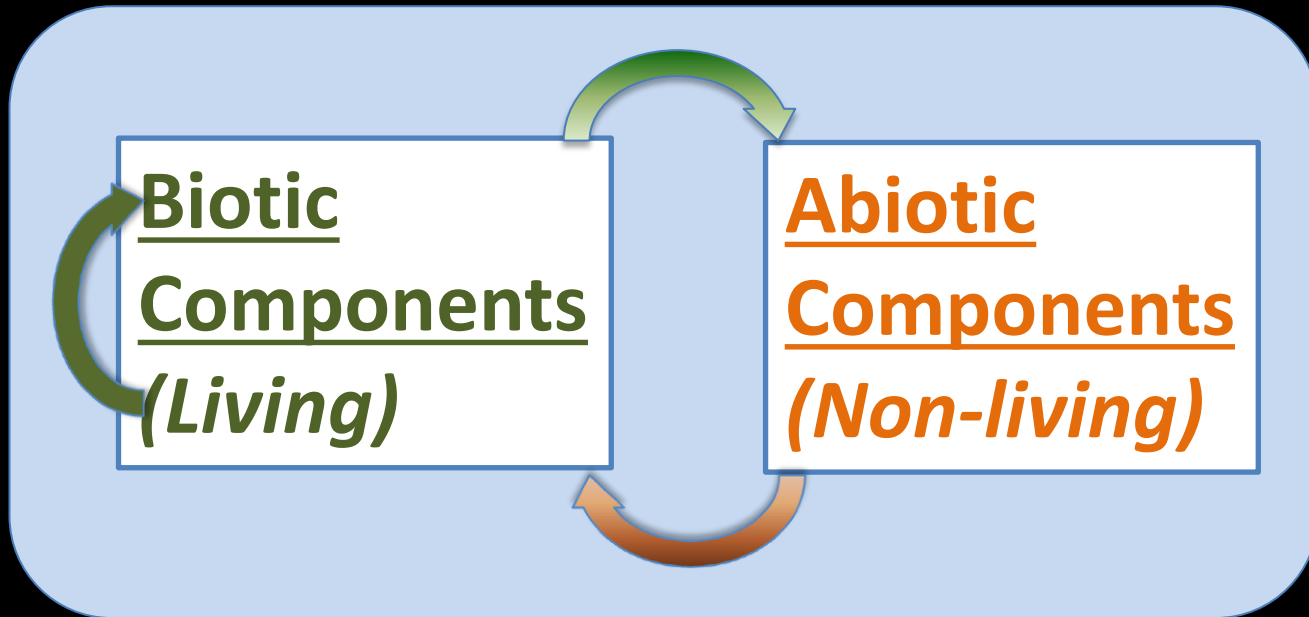 Biotic
Components
(Living)
Abiotic
Components
(Non-living)